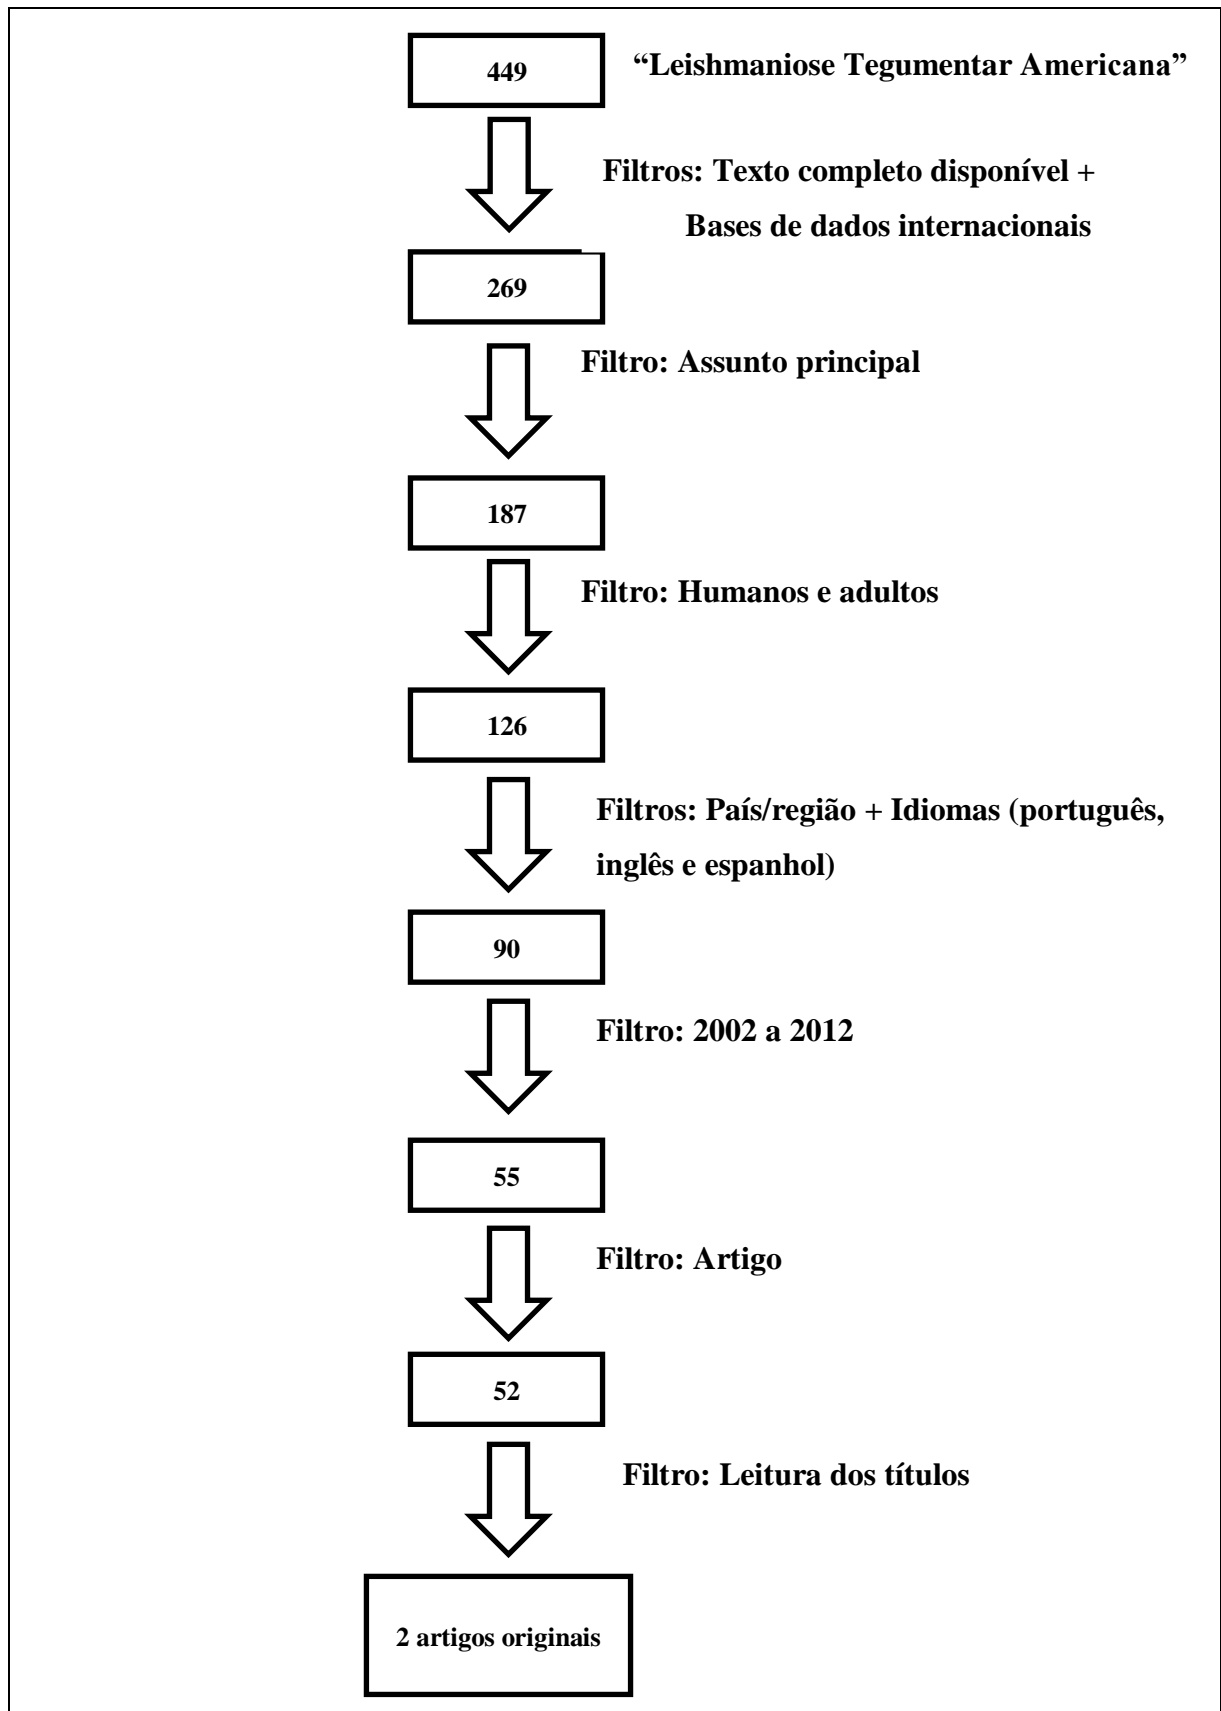 449
“Leishmaniose Tegumentar Americana”
Filtros: Texto completo disponível +
Bases de dados internacionais
269
Filtro: Assunto principal
187
Filtro: Humanos e adultos
126
Filtros: País/região + Idiomas (português,
inglês e espanhol)
90
Filtro: 2002 a 2012
55
Filtro: Artigo
52
Filtro: Leitura dos títulos
2 artigos originais